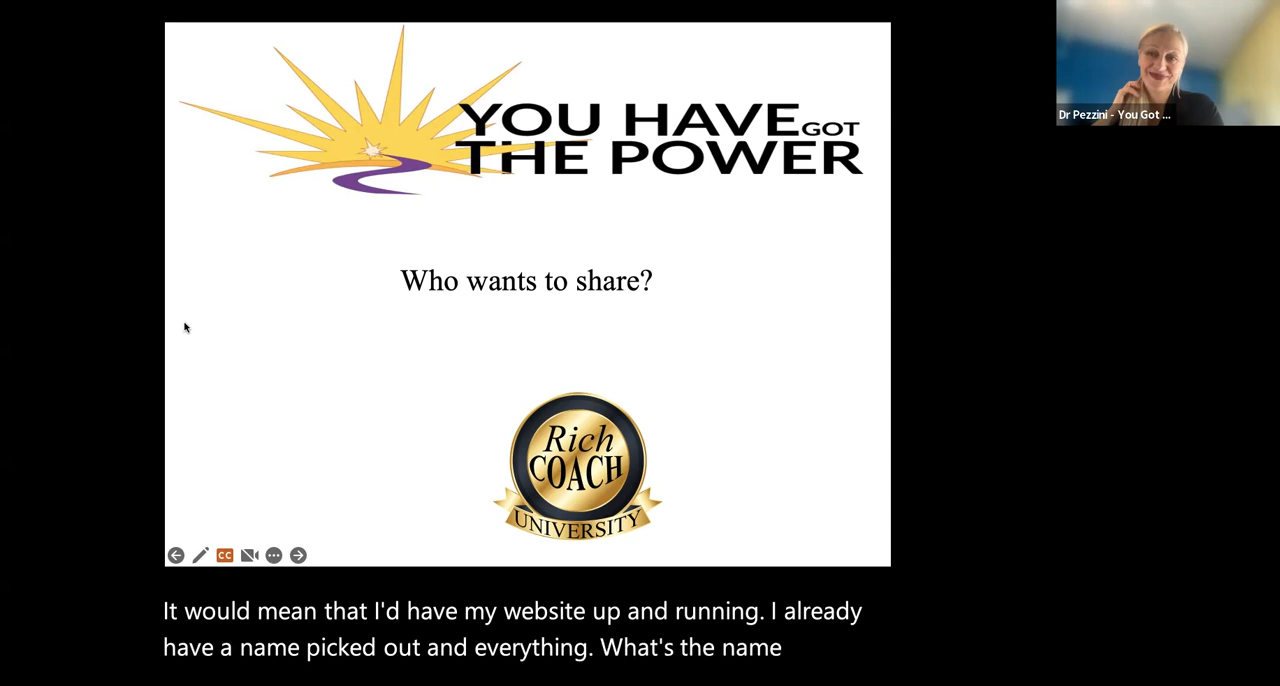 YOU HAVE GOT
THE POWER
Dr Pezzini - You Got ...
Who wants to share?
Rich
COACH
UNIVERSITY
CC
It would mean that I'd have my website up and running. I already
have a name picked out and everything. What's the name